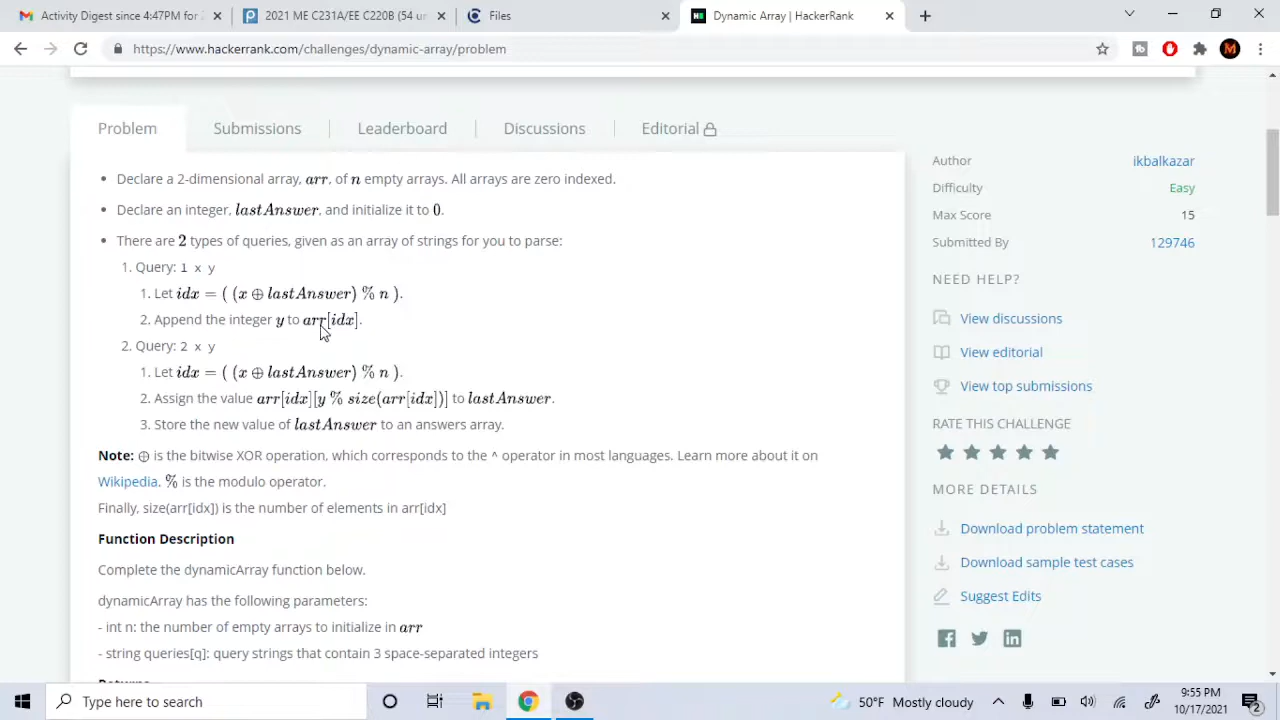 Activity Digest since 4:47PM for 2
2021 ME C231A/EE C220B (54 un
Files
Dynamic Array | HackerRank
https://www.hackerrank.com/challenges/dynamic-array/problem
M
Problem
Submissions
Leaderboard
Discussions
Editorial
• Declare a 2-dimensional array, arr, of n empty arrays. All arrays are zero indexed.
• Declare an integer, lastAnswer, and initialize it to 0.
• There are 2 types of queries, given as an array of strings for you to parse:
1. Query: 1 x y
1. Let idx = ( (x ⊕ lastAnswer) % n ).
2. Append the integer y to arr[idx].
2. Query: 2 x y
1. Let idx = ( (x ⊕ lastAnswer) % n ).
2. Assign the value arr[idx][y % size(arr[idx])] to lastAnswer.
3. Store the new value of lastAnswer to an answers array.
Note: ⊕ is the bitwise XOR operation, which corresponds to the ^ operator in most languages. Learn more about it on
Wikipedia. % is the modulo operator.
Finally, size(arr[idx]) is the number of elements in arr[idx]
Function Description
Complete the dynamicArray function below.
dynamicArray has the following parameters:
- int n: the number of empty arrays to initialize in arr
- string queries[q]: query strings that contain 3 space-separated integers
Author ikbalkazar
Difficulty Easy
Max Score 15
Submitted By 129746
NEED HELP?
View discussions
View editorial
View top submissions
RATE THIS CHALLENGE
MORE DETAILS
Download problem statement
Download sample test cases
Suggest Edits
Type here to search
50°F Mostly cloudy
9:55 PM
10/17/2021
2